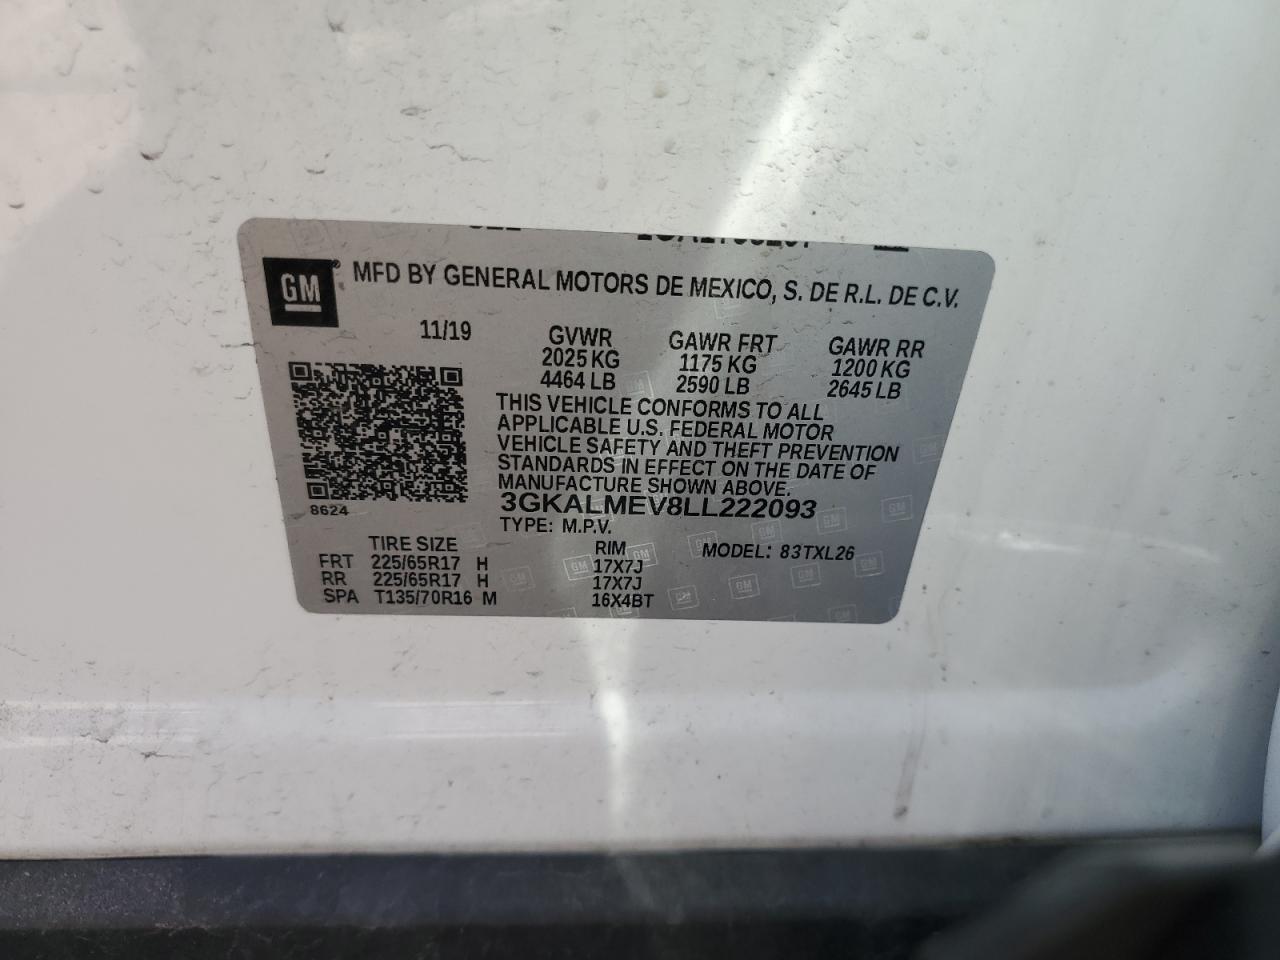 MFD BY GENERAL MOTORS DE MEXICO, S. DE R.L. DE C.V.
GM®
11/19 GVWR GAWR FRT GAWR RR
2025 KG 1175 KG 1200 KG
4464 LB 2590 LB 2645 LB
THIS VEHICLE CONFORMS TO ALL
APPLICABLE U.S. FEDERAL MOTOR
VEHICLE SAFETY AND THEFT PREVENTION
STANDARDS IN EFFECT ON THE DATE OF
MANUFACTURE SHOWN ABOVE.
8624
3GKALMEV8LL222093
TYPE: M.P.V.
TIRE SIZE RIM MODEL: 83TXL26
FRT 225/65R17 H 17X7J
RR 225/65R17 H 17X7J
SPA T135/70R16 M 16X4BT